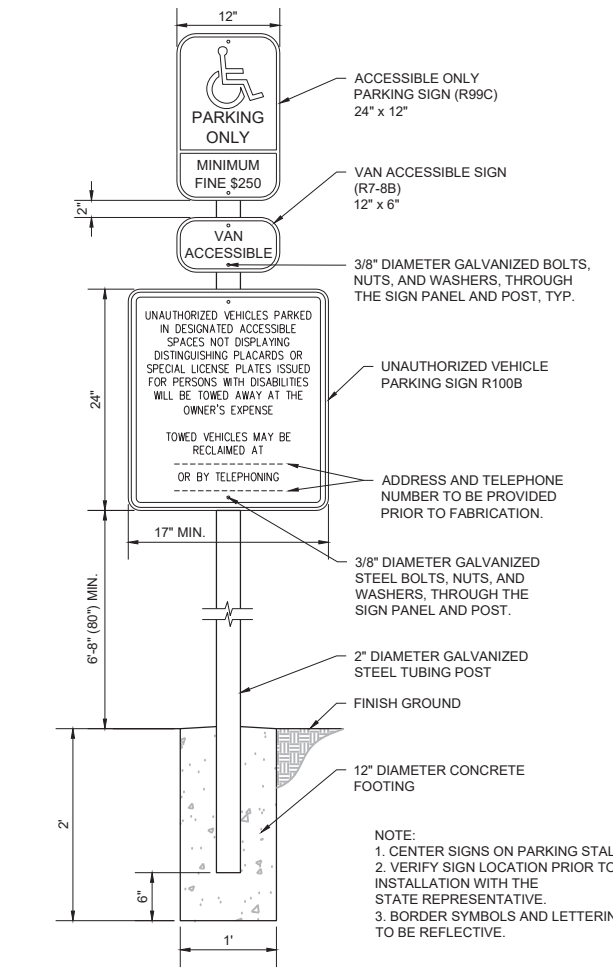 12"
PARKING
ONLY
MINIMUM
FINE $250
ACCESSIBLE ONLY
PARKING SIGN (R99C)
24" x 12"
2"
VAN
ACCESSIBLE
VAN ACCESSIBLE SIGN
(R7-8B)
12" x 6"
3/8" DIAMETER GALVANIZED BOLTS,
NUTS, AND WASHERS, THROUGH
THE SIGN PANEL AND POST, TYP.
24"
UNAUTHORIZED VEHICLES PARKED
IN DESIGNATED ACCESSIBLE
SPACES NOT DISPLAYING
DISTINGUISHING PLACARDS OR
SPECIAL LICENSE PLATES ISSUED
FOR PERSONS WITH DISABILITIES
WILL BE TOWED AWAY AT THE
OWNER'S EXPENSE
TOWED VEHICLES MAY BE
RECLAIMED AT
OR BY TELEPHONING
UNAUTHORIZED VEHICLE
PARKING SIGN R100B
ADDRESS AND TELEPHONE
NUMBER TO BE PROVIDED
PRIOR TO FABRICATION.
17" MIN.
3/8" DIAMETER GALVANIZED
STEEL BOLTS, NUTS, AND
WASHERS, THROUGH THE
SIGN PANEL AND POST.
6'-8" (80") MIN.
2" DIAMETER GALVANIZED
STEEL TUBING POST
FINISH GROUND
2'
12" DIAMETER CONCRETE
FOOTING
6"
1'
NOTE:
1. CENTER SIGNS ON PARKING STAL
2. VERIFY SIGN LOCATION PRIOR TO
INSTALLATION WITH THE
STATE REPRESENTATIVE.
3. BORDER SYMBOLS AND LETTERIN
TO BE REFLECTIVE.